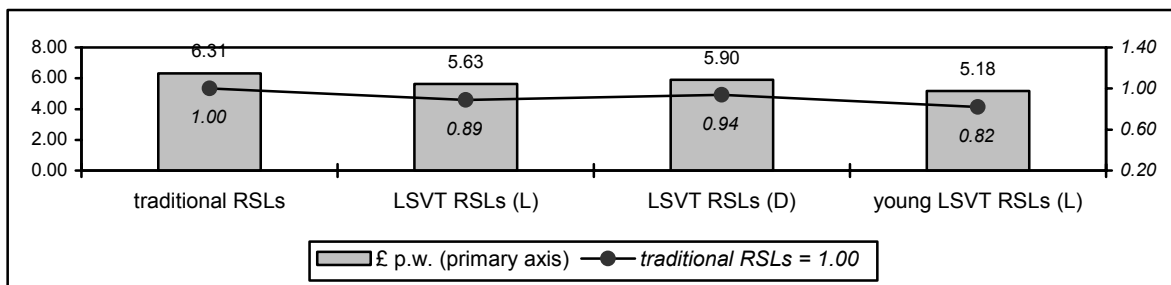 8.00
6.00
4.00
2.00
0.00
6.31
5.63
5.90
5.18
1.00
0.89
0.94
0.82
1.40
1.00
0.60
0.20
traditional RSLs
LSVT RSLs (L)
LSVT RSLs (D)
young LSVT RSLs (L)
£ p.w. (primary axis)
traditional RSLs = 1.00